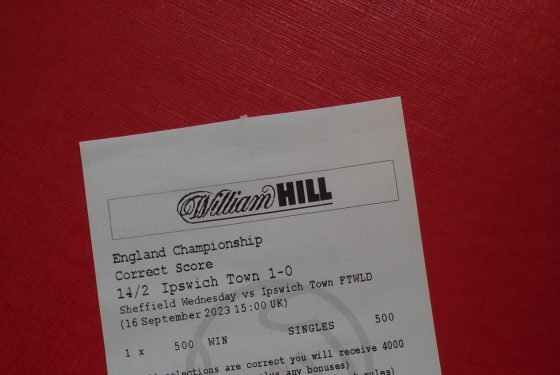 William HILL
England Championship
Correct Score
14/2 Ipswich Town 1-0
Sheffield Wednesday vs Ipswich Town FTWLD
(16 September 2023 15:00 UK)
1 x 500 WIN SINGLES 500
selections are correct you will receive 4000
plus any bonuses)
rules)